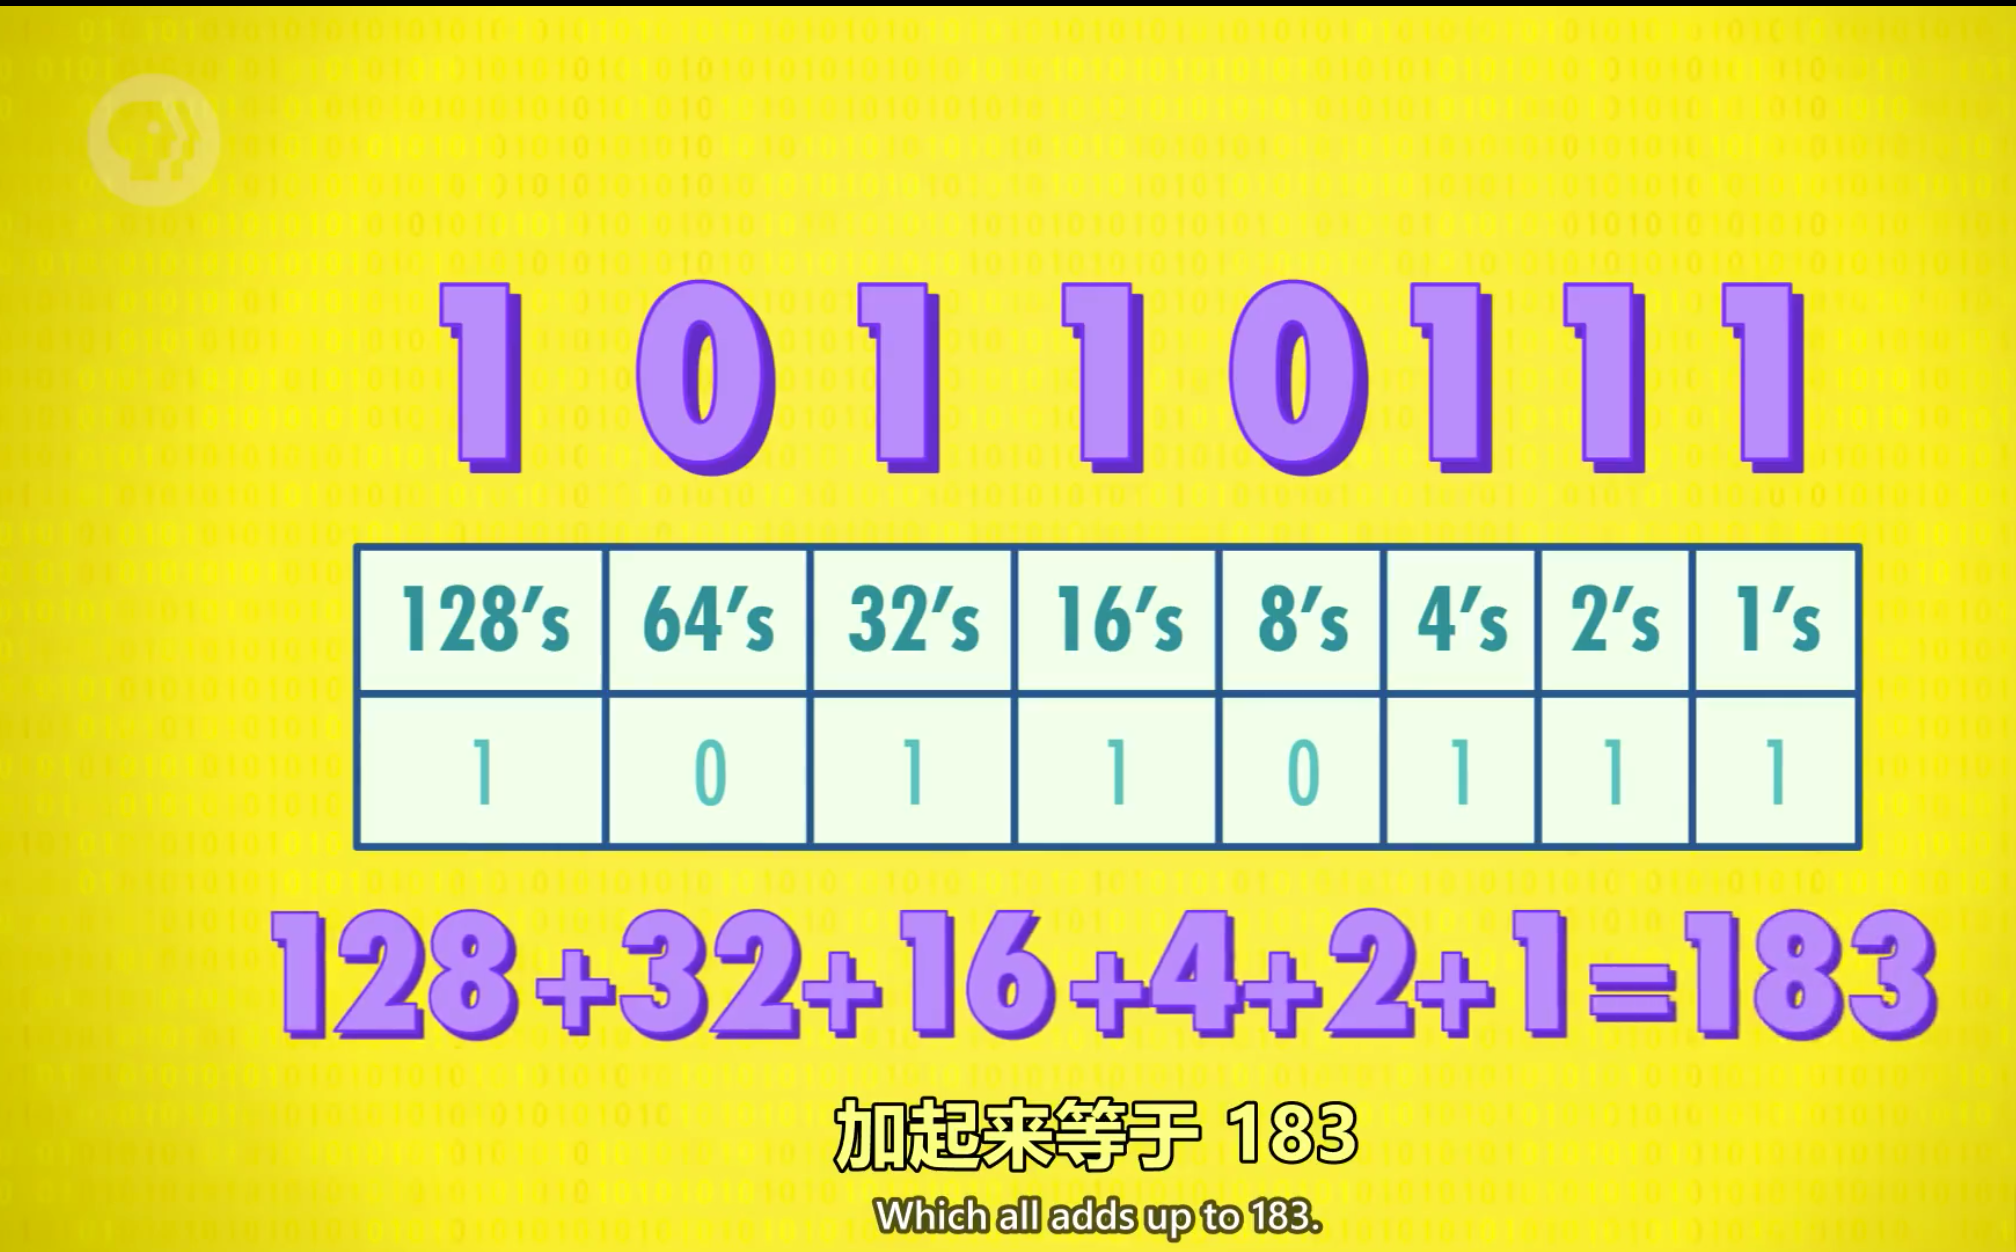 1 0 1 1 0 1 1 1
128's 64's 32's 16's 8's 4's 2's 1's
1 0 1 1 0 1 1 1
128+32+16+4+2+1=183
加起来等于 183
Which all adds up to 183.